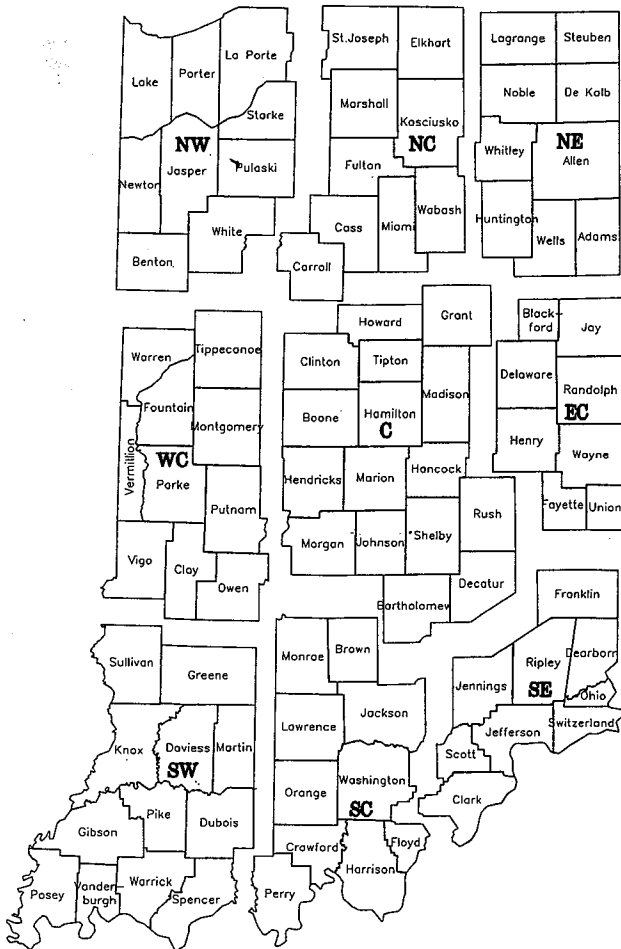 St.Joseph
Elkhart
Lagrange
Steuben
La Porte
Lake
Porter
Noble
De Kalb
Marshall
Kosciusko
Starke
NW
NC
NE
Whitley
Allen
Jasper
Pulaski
Fulton
Newton
Wabash
Huntington
White
Cass
Miami
Wells
Adams
Benton
Carroll
Howard
Grant
Black-
ford
Jay
Warren
Tippecanoe
Clinton
Tipton
Delaware
Randolph
Madison
Fountain
Boone
Hamilton
C
EC
Montgomery
Henry
WC
Wayne
Vermillion
Parke
Hendricks
Marion
Hancock
Putnam
Rush
Fayette
Union
Morgan
Johnson
Shelby
Vigo
Clay
Owen
Decatur
Bartholomew
Franklin
Sullivan
Greene
Monroe
Brown
Ripley
Dearborn
Jennings
SE
Ohio
Lawrence
Jackson
Switzerland
Jefferson
Knox
Daviess
Martin
Scott
SW
Washington
Orange
SC
Clark
Pike
Dubois
Gibson
Crawford
Floyd
Harrison
Posey
Vander-
burgh
Warrick
Spencer
Perry